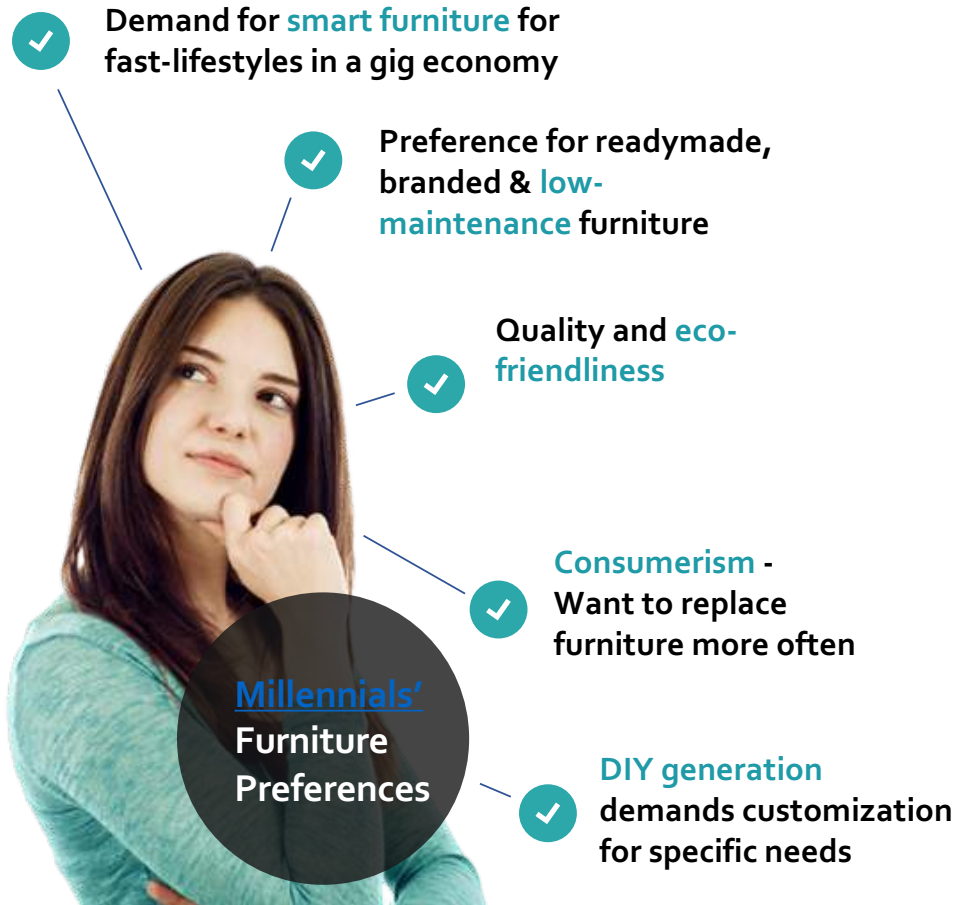 Demand for smart furniture for
fast-lifestyles in a gig economy
Preference for readymade,
branded & low-
maintenance furniture
Quality and eco-
friendliness
Consumerism -
Want to replace
furniture more often
Millennials’
Furniture
Preferences
DIY generation
demands customization
for specific needs